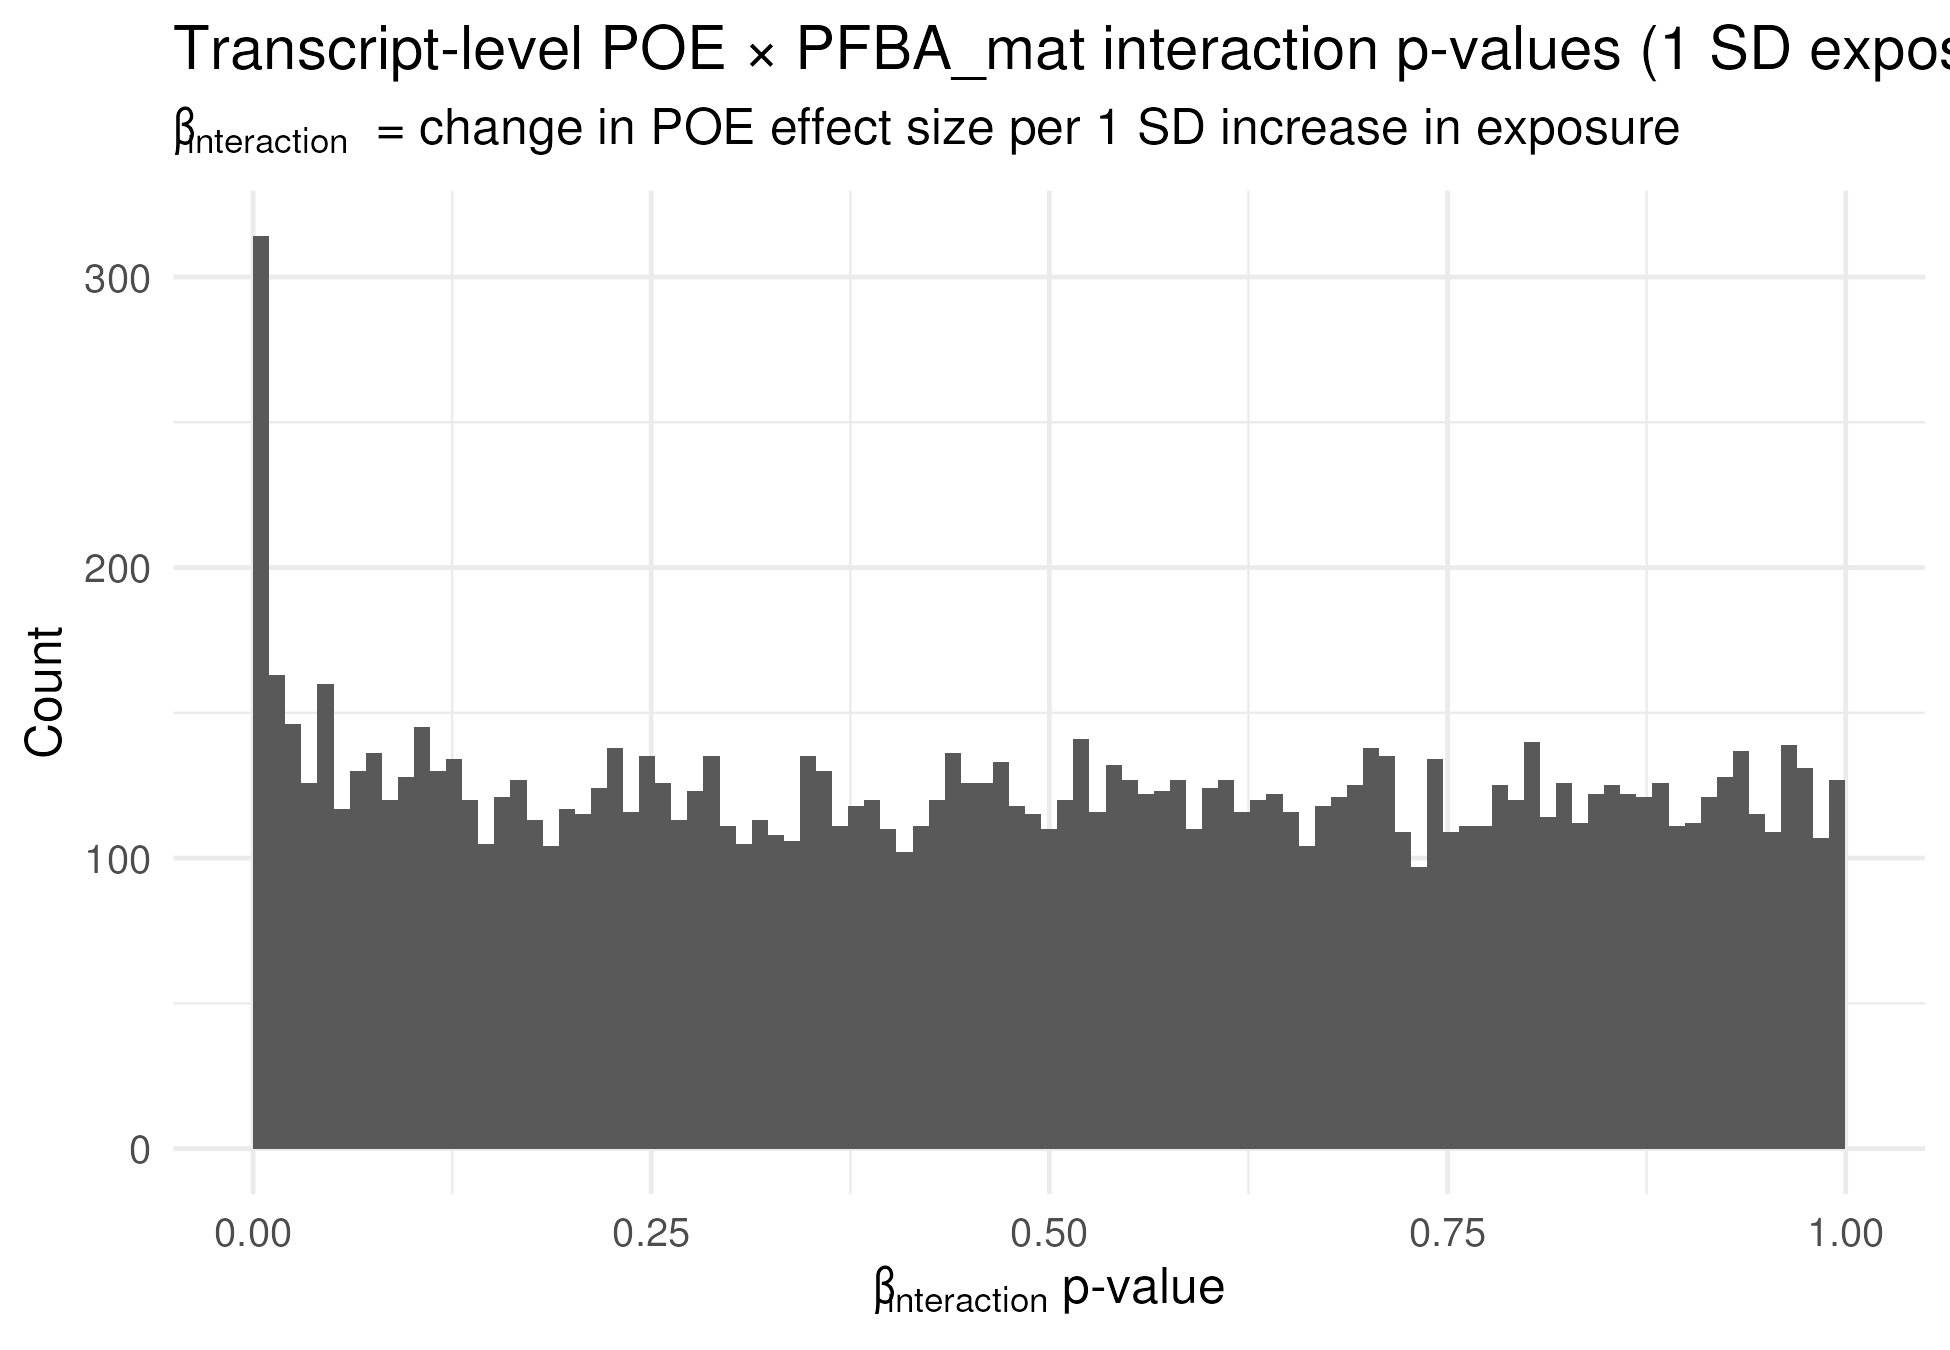 Transcript-level POE × PFBA_mat interaction p-values (1 SD expos
βinteraction = change in POE effect size per 1 SD increase in exposure
Count
300
200
100
0
0.00 0.25 0.50 0.75 1.00
βinteraction p-value